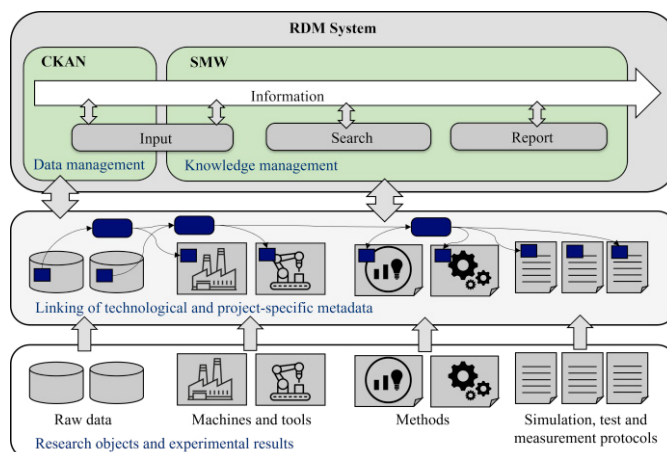 RDM System
CKAN
SMW
Information
Input
Search
Report
Data management
Knowledge management
Linking of technological and project-specific metadata
Raw data
Machines and tools
Methods
Simulation, test and
measurement protocols
Research objects and experimental results